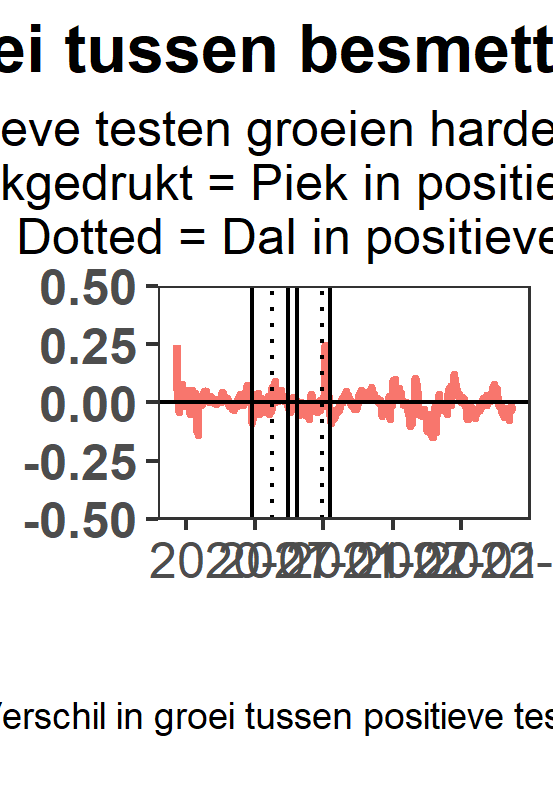 ei tussen besmett
eve testen groeien harde
kgedrukt = Piek in positie
Dotted = Dal in positieve
0.50
0.25
0.00
-0.25
-0.50
Verschil in groei tussen positieve tes